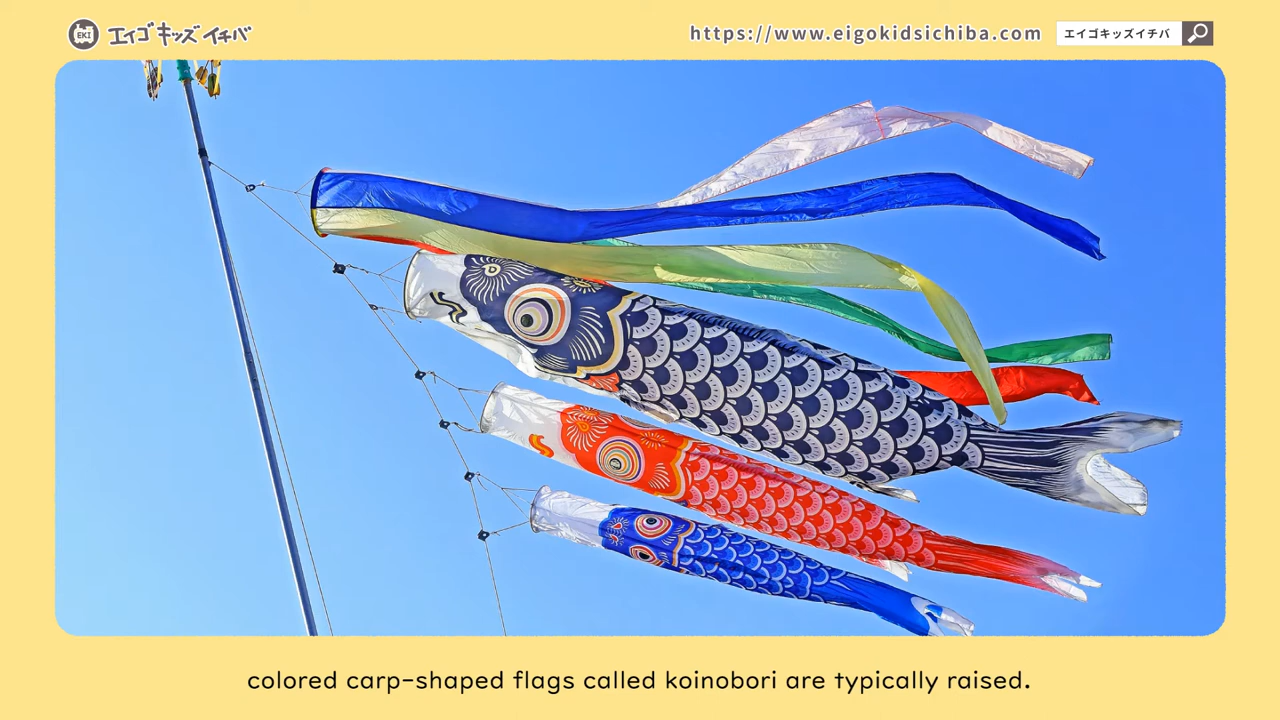 EKI
エイゴキッズイチバ
https://www.eigokidsichiba.com
エイゴキッズイチバ
colored carp-shaped flags called koinobori are typically raised.